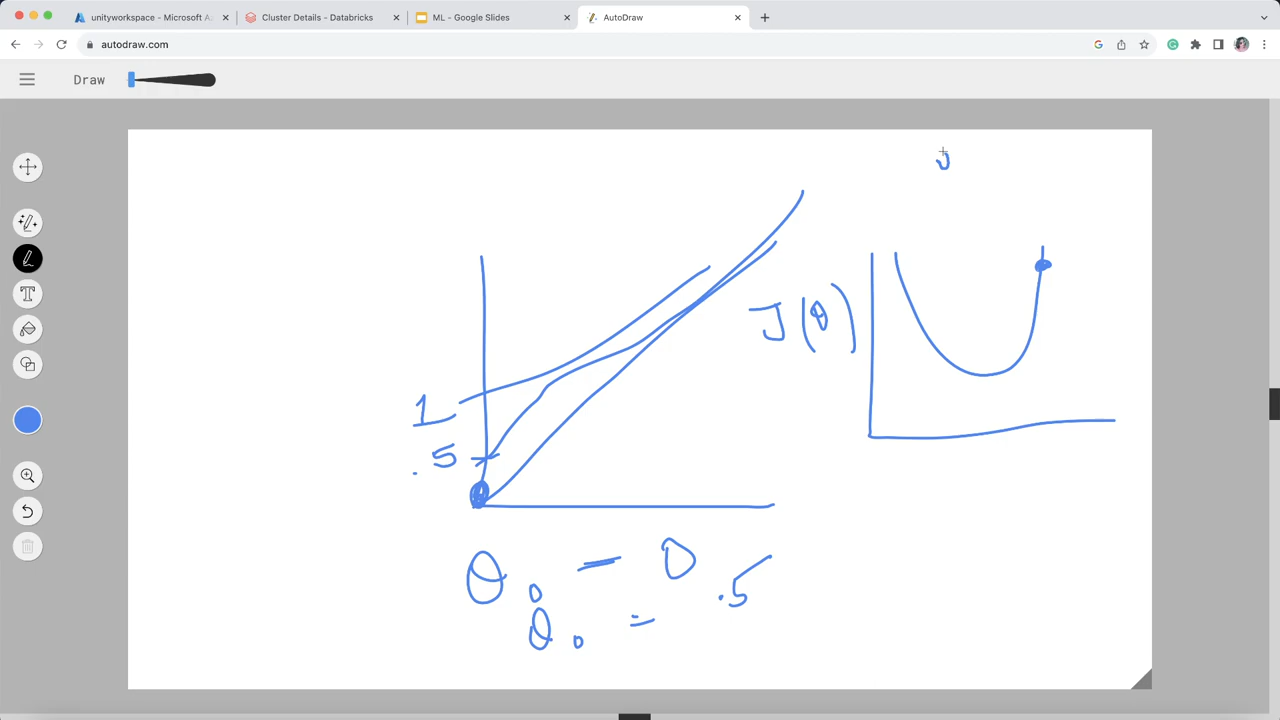 unityworkspace - Microsoft A
Cluster Details - Databricks
ML - Google Slides
AutoDraw
autodraw.com
Draw
J(θ)
1
.5
θ₀ = 0
θ₀ = .5